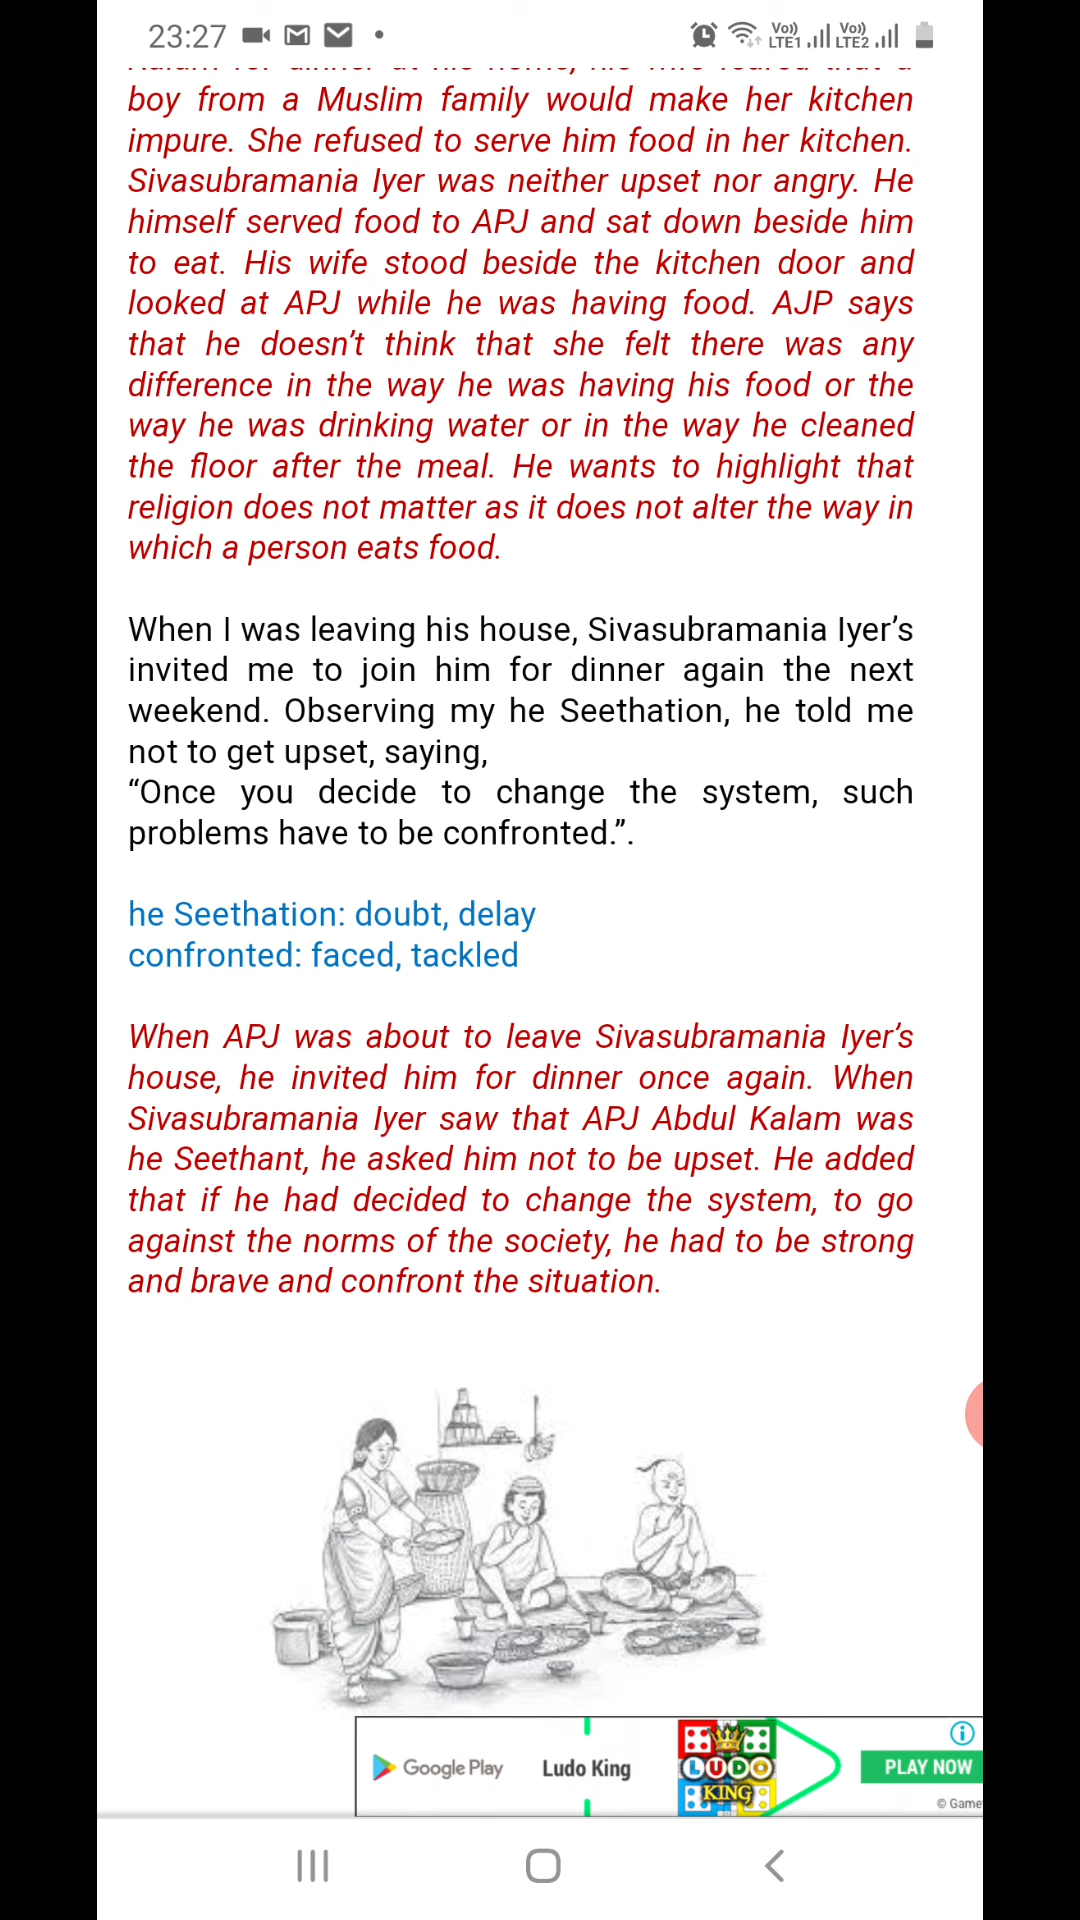 23:27
Vo)) LTE1 Vo)) LTE2
boy from a Muslim family would make her kitchen
impure. She refused to serve him food in her kitchen.
Sivasubramania Iyer was neither upset nor angry. He
himself served food to APJ and sat down beside him
to eat. His wife stood beside the kitchen door and
looked at APJ while he was having food. AJP says
that he doesn’t think that she felt there was any
difference in the way he was having his food or the
way he was drinking water or in the way he cleaned
the floor after the meal. He wants to highlight that
religion does not matter as it does not alter the way in
which a person eats food.
When I was leaving his house, Sivasubramania Iyer’s
invited me to join him for dinner again the next
weekend. Observing my he Seethation, he told me
not to get upset, saying,
“Once you decide to change the system, such
problems have to be confronted.”.
he Seethation: doubt, delay
confronted: faced, tackled
When APJ was about to leave Sivasubramania Iyer’s
house, he invited him for dinner once again. When
Sivasubramania Iyer saw that APJ Abdul Kalam was
he Seethant, he asked him not to be upset. He added
that if he had decided to change the system, to go
against the norms of the society, he had to be strong
and brave and confront the situation.
Google Play Ludo King LUDO KING PLAY NOW
© Game